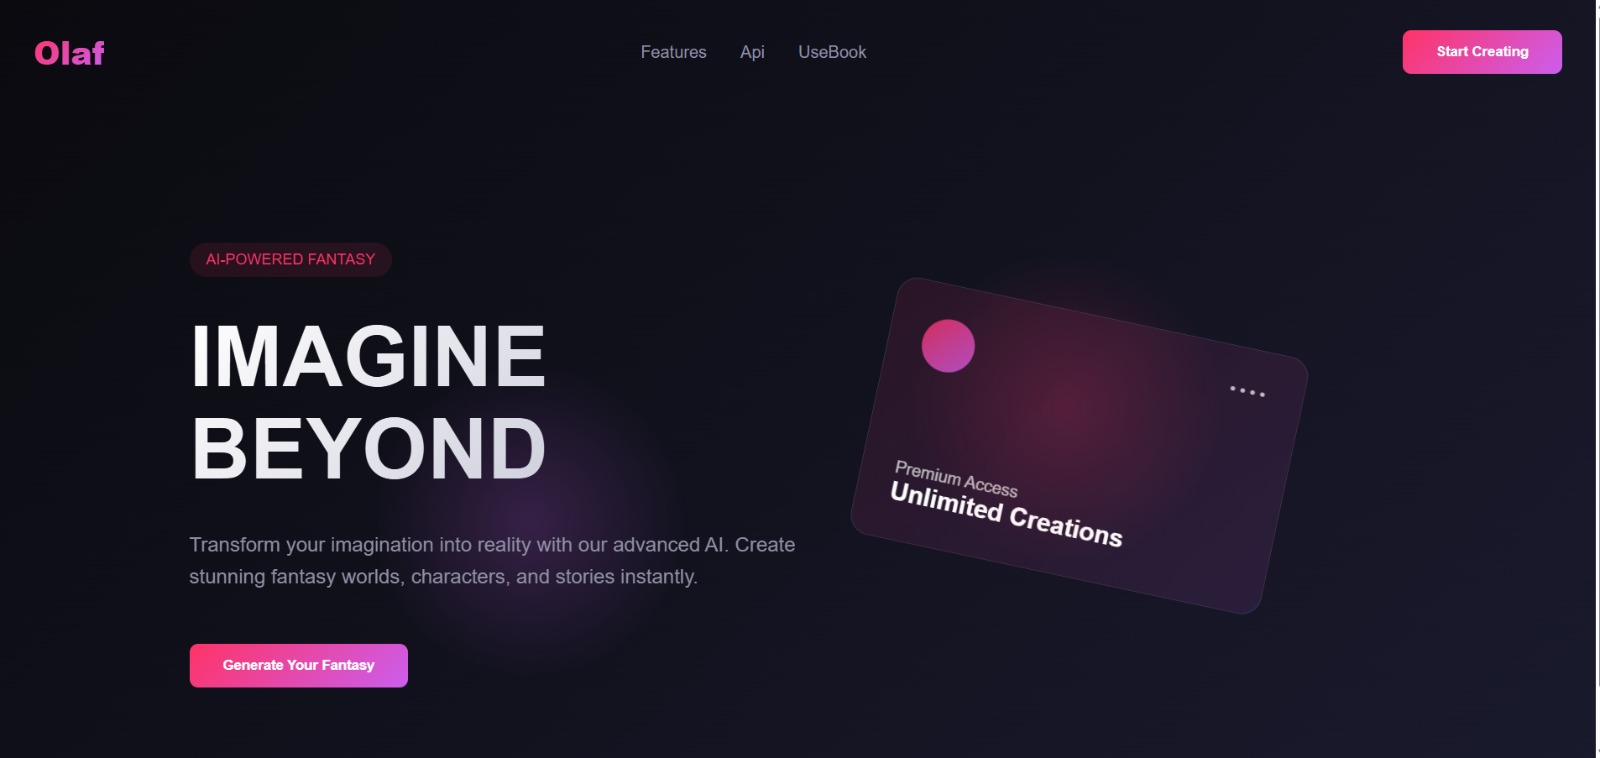 Olaf
Features
Api
UseBook
Start Creating
AI-POWERED FANTASY
IMAGINE
BEYOND
Transform your imagination into reality with our advanced AI. Create
stunning fantasy worlds, characters, and stories instantly.
Generate Your Fantasy
Premium Access
Unlimited Creations